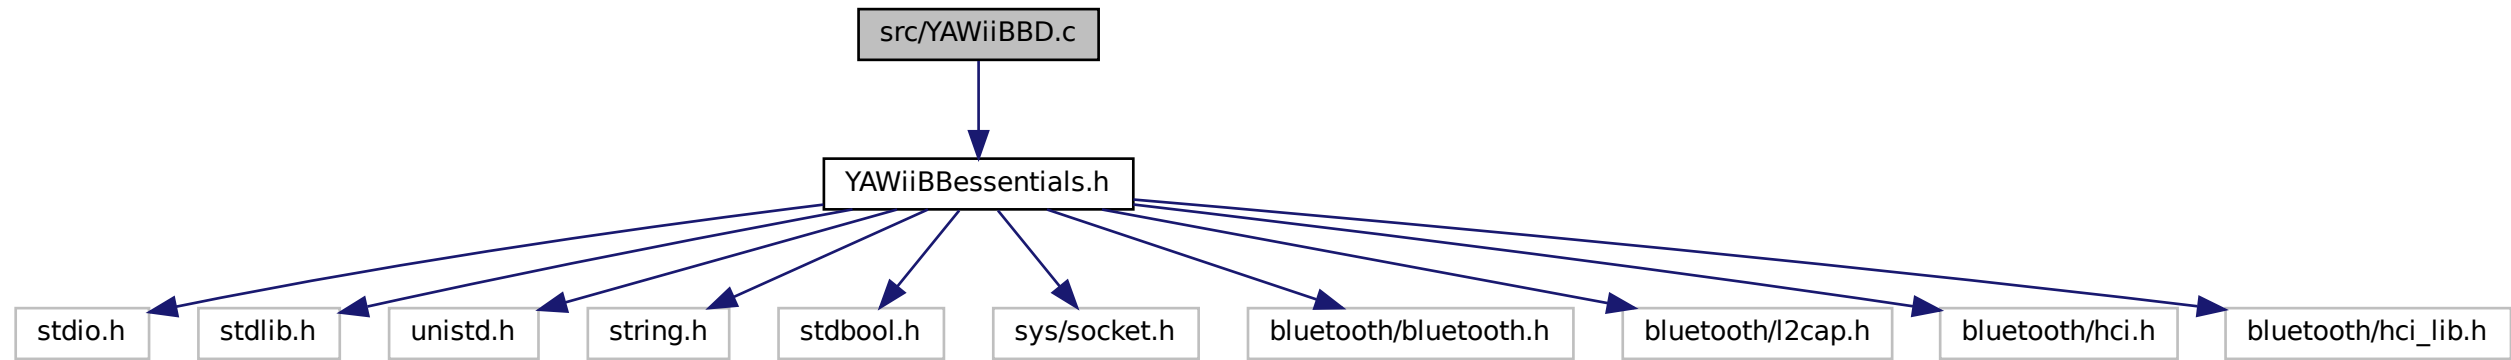 src/YAWiiBBD.c
YAWiiBBessentials.h
stdio.h
stdlib.h
unistd.h
string.h
stdbool.h
sys/socket.h
bluetooth/bluetooth.h
bluetooth/l2cap.h
bluetooth/hci.h
bluetooth/hci_lib.h